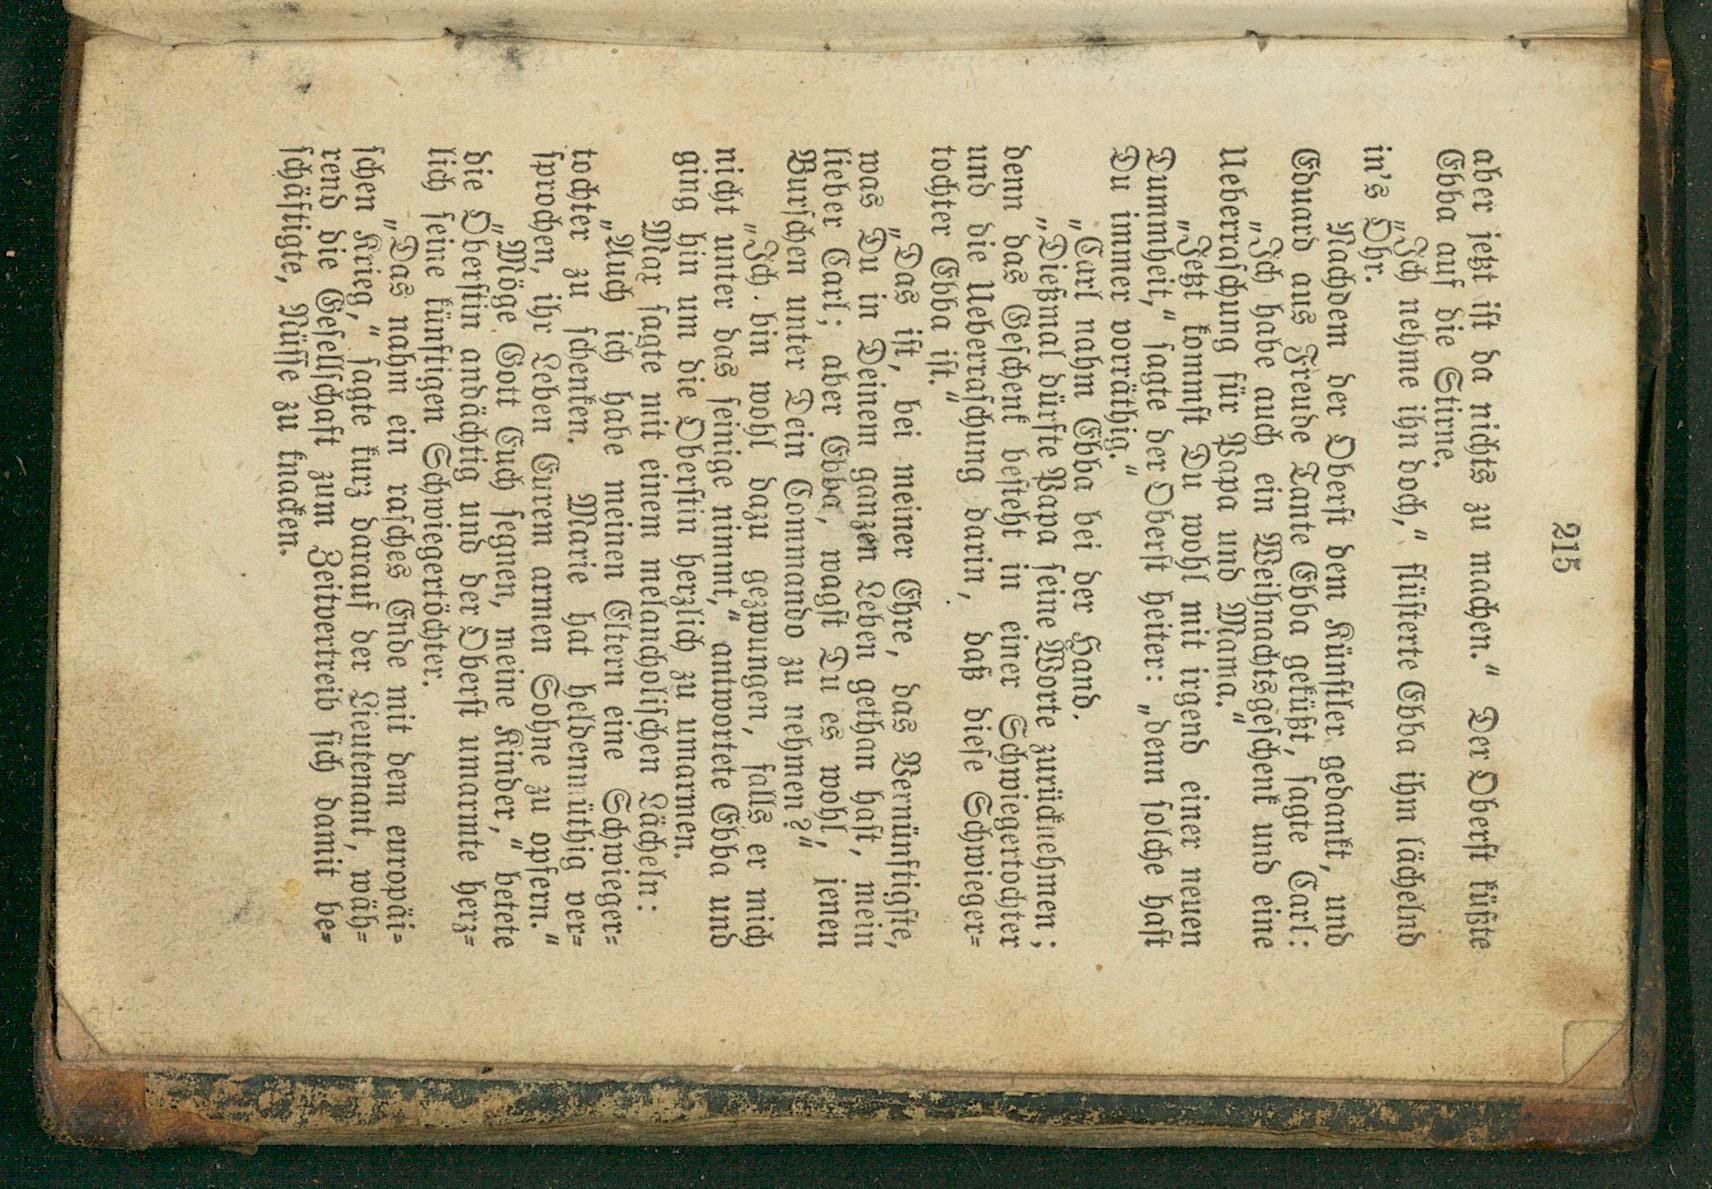 215
aber jetzt ist da nichts zu machen.“ Der Oberst küßte
Ebba auf die Stirne.
„Ich nehme ihn doch,“ flüsterte Ebba ihm lächelnd
in's Ohr.
Nachdem der Oberst dem Künstler gedankt, und
Eduard aus Freude Tante Ebba geküßt, sagte Carl:
„Ich habe auch ein Weihnachtsgeschenk und eine
Ueberraschung für Papa und Mama.“
„Jetzt kommst Du wohl mit irgend einer neuen
Dummheit,“ sagte der Oberst heiter: „denn solche hast
Du immer vorräthig.“
„Carl nahm Ebba bei der Hand.
„Dießmal dürfte Papa seine Worte zurücknehmen;
denn das Geschenk besteht in einer Schwiegertochter
und die Ueberraschung darin, daß diese Schwieger=
tochter Ebba ist.“
„Das ist, bei meiner Ehre, das Vernünftigste,
was Du in Deinem ganzen Leben gethan hast, mein
lieber Carl; aber Ebba, wagst Du es wohl, jenen
Burschen unter Dein Commando zu nehmen?“
„Ich bin wohl dazu gezwungen, falls er mich
nicht unter das seinige nimmt,“ antwortete Ebba und
ging hin um die Oberstin herzlich zu umarmen.
Max sagte mit einem melancholischen Lächeln:
„Auch ich habe meinen Eltern eine Schwieger=
tochter zu schenken. Marie hat heldenmüthig ver=
sprochen, ihr Leben Eurem armen Sohne zu opfern.“
„Möge Gott Euch segnen, meine Kinder,“ betete
die Oberstin andächtig und der Oberst umarmte herz=
lich seine künftigen Schwiegertöchter.
„Das nahm ein rasches Ende mit dem europäi=
schen Krieg,“ sagte kurz darauf der Lieutenant, wäh=
rend die Gesellschaft zum Zeitvertreib sich damit be=
schäftigte, Nüsse zu knacken.